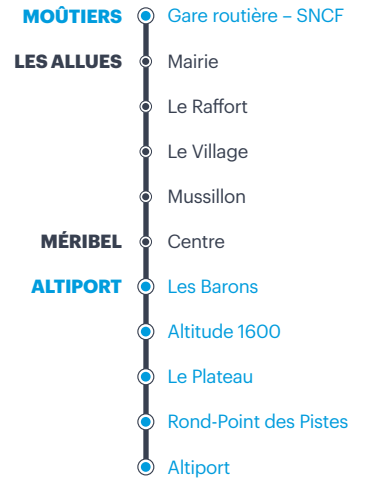 MOÛTIERS Gare routière – SNCF
LES ALLUES Mairie
Le Raffort
Le Village
Mussillon
MÉRIBEL Centre
ALTIPORT Les Barons
Altitude 1600
Le Plateau
Rond-Point des Pistes
Altiport